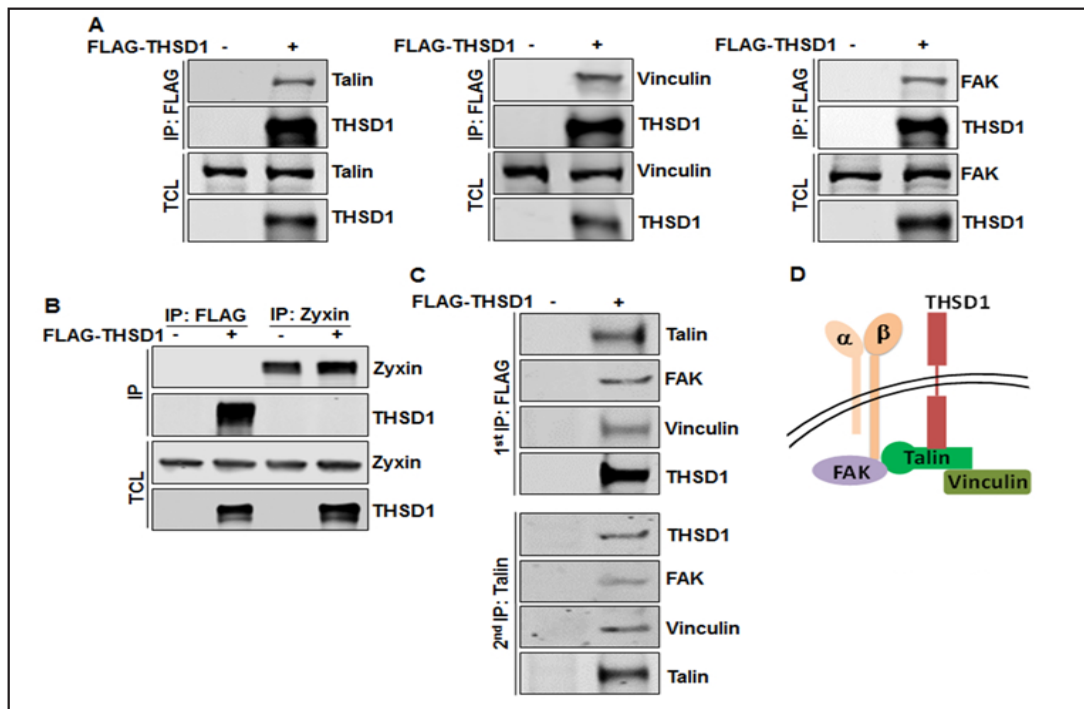 A
FLAG-THSD1 - +
IP: FLAG
Talin
THSD1
TCL
Talin
THSD1
FLAG-THSD1 - +
IP: FLAG
Vinculin
THSD1
TCL
Vinculin
THSD1
FLAG-THSD1 - +
IP: FLAG
FAK
THSD1
TCL
FAK
THSD1
B
IP: FLAG IP: Zyxin
FLAG-THSD1 - + - +
IP
Zyxin
THSD1
TCL
Zyxin
THSD1
C
FLAG-THSD1 - +
1st IP: FLAG
Talin
FAK
Vinculin
THSD1
2nd IP: Talin
THSD1
FAK
Vinculin
Talin
D
THSD1
α β
Talin
FAK
Vinculin